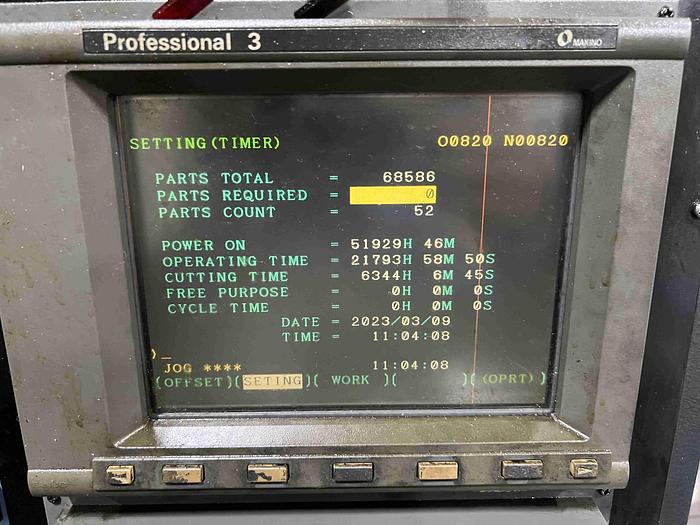 Professional 3 MAKINO
SETTING(TIMER) O0820 N00820
PARTS TOTAL = 68586
PARTS REQUIRED = 0
PARTS COUNT = 52
POWER ON = 51929H 46M
OPERATING TIME = 21793H 58M 50S
CUTTING TIME = 6344H 6M 45S
FREE PURPOSE = 0H 0M 0S
CYCLE TIME = 0H 0M 0S
DATE = 2023/03/09
TIME = 11:04:08
)_
JOG **** 11:04:08
(OFFSET)(SETING)( WORK )( )( (OPRT) )